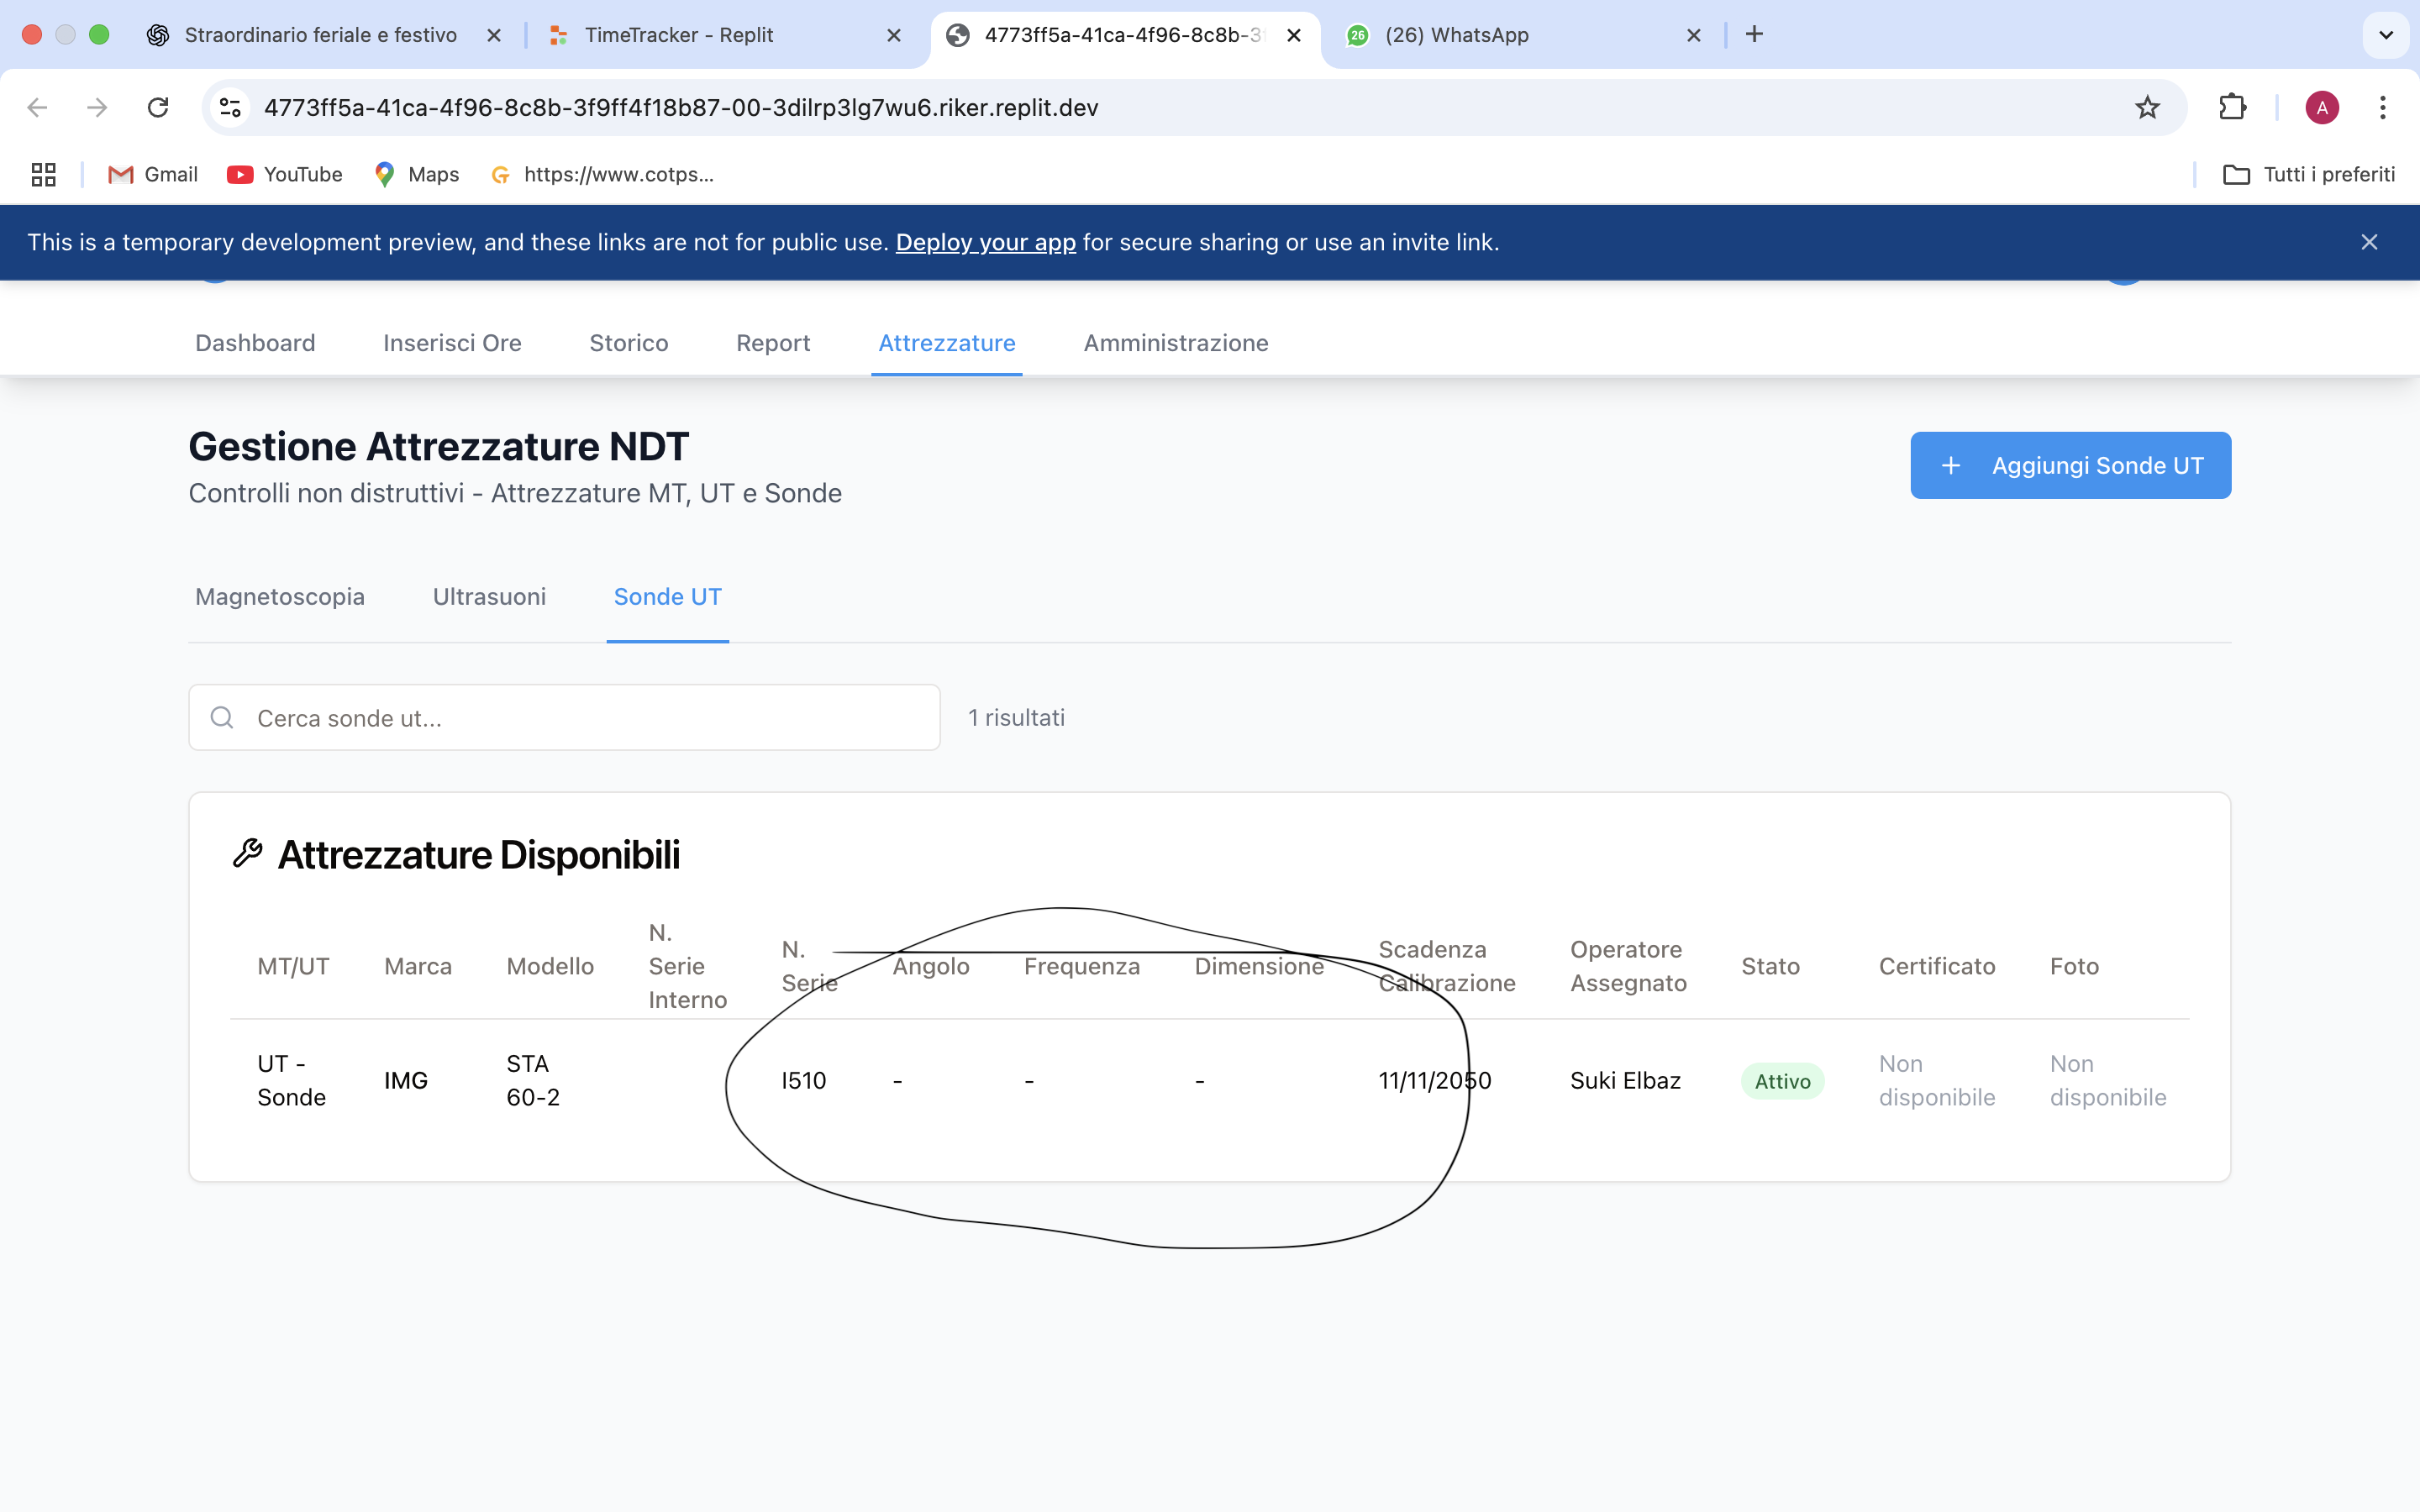 Straordinario feriale e festivo
TimeTracker - Replit
4773ff5a-41ca-4f96-8c8b-3
26
(26) WhatsApp
4773ff5a-41ca-4f96-8c8b-3f9ff4f18b87-00-3dilrp3lg7wu6.riker.replit.dev
A
Gmail
YouTube
Maps
https://www.cotps...
Tutti i preferiti
This is a temporary development preview, and these links are not for public use. Deploy your app for secure sharing or use an invite link.
Dashboard
Inserisci Ore
Storico
Report
Attrezzature
Amministrazione
Gestione Attrezzature NDT
Controlli non distruttivi - Attrezzature MT, UT e Sonde
+ Aggiungi Sonde UT
Magnetoscopia
Ultrasuoni
Sonde UT
Cerca sonde ut...
1 risultati
Attrezzature Disponibili
MT/UT
Marca
Modello
N.
Serie
Interno
N.
Serie
Angolo
Frequenza
Dimensione
Scadenza
Calibrazione
Operatore
Assegnato
Stato
Certificato
Foto
UT -
Sonde
IMG
STA
60-2
I510
-
-
-
11/11/2050
Suki Elbaz
Attivo
Non
disponibile
Non
disponibile